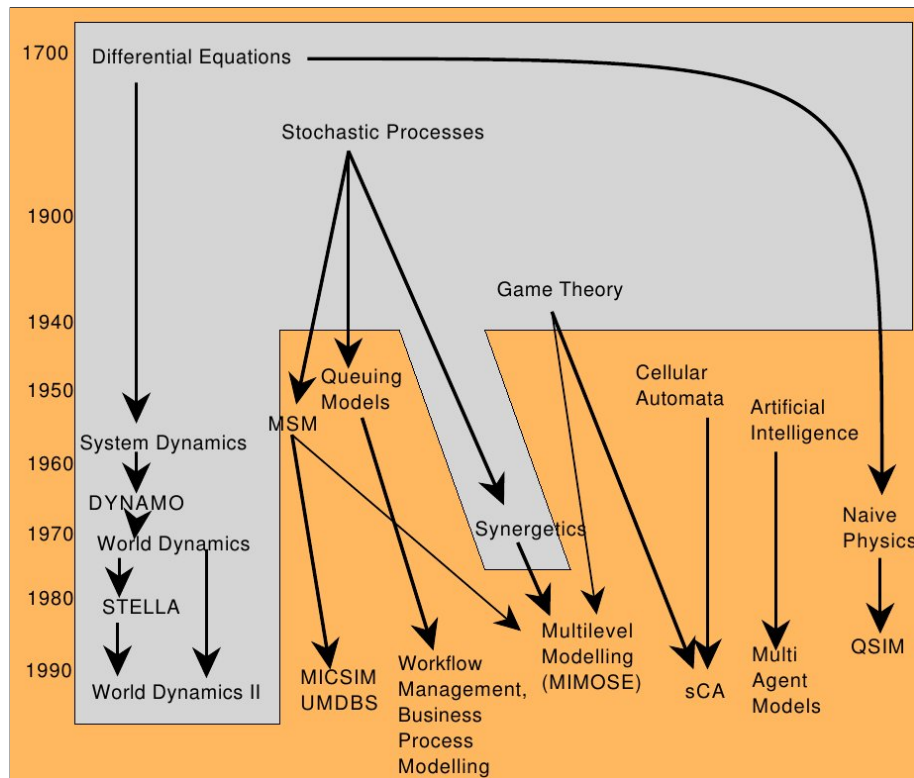 1700
Differential Equations
Stochastic Processes
1900
Game Theory
1940
Cellular
Automata
Queuing
Models
1950
Artificial
Intelligence
MSM
System Dynamics
1960
DYNAMO
Naive
Physics
Synergetics
1970
World Dynamics
1980
STELLA
Multilevel
Modelling
(MIMOSE)
QSIM
Multi
Agent
Models
Workflow
Management,
Business
Process
Modelling
1990
MICSIM
UMDBS
World Dynamics II
sCA